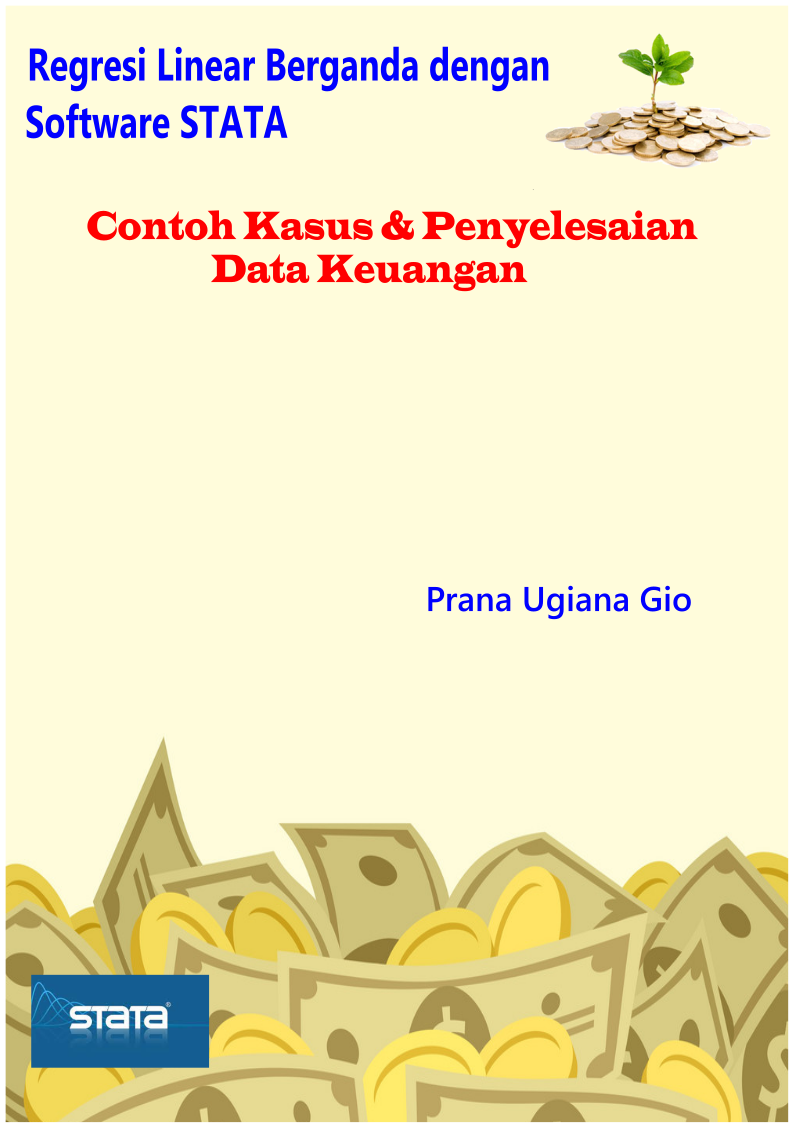 Regresi Linear Berganda dengan
Software STATA
Contoh Kasus & Penyelesaian
Data Keuangan
Prana Ugiana Gio
STATA®